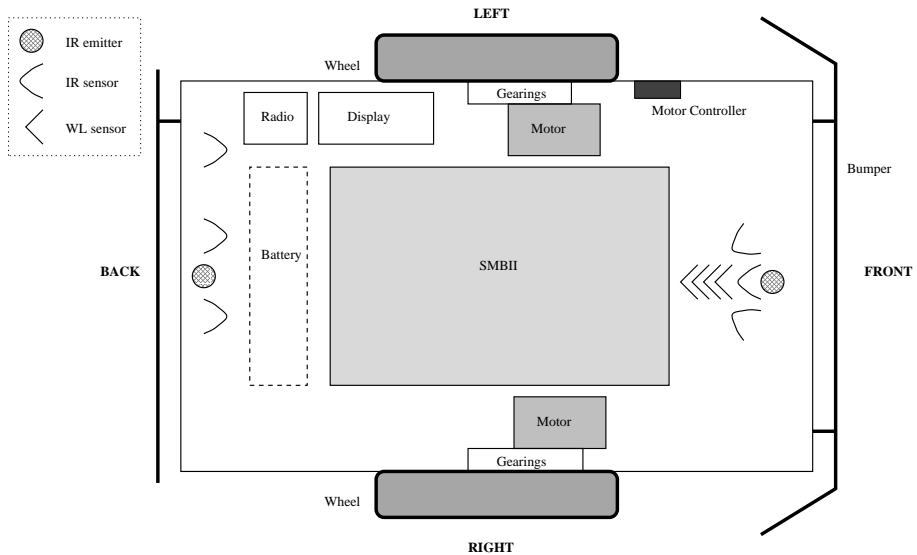 LEFT
IR emitter
IR sensor
WL sensor
Wheel
Gearings
Radio
Display
Motor
Motor Controller
Bumper
BACK
Battery
SMBII
FRONT
Motor
Gearings
Wheel
RIGHT